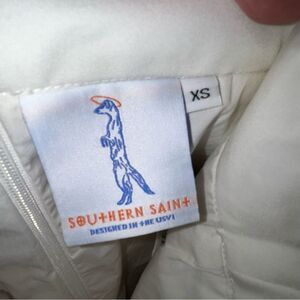 XS
SOUTHERN SAINT
DESIGNED IN THE USVI